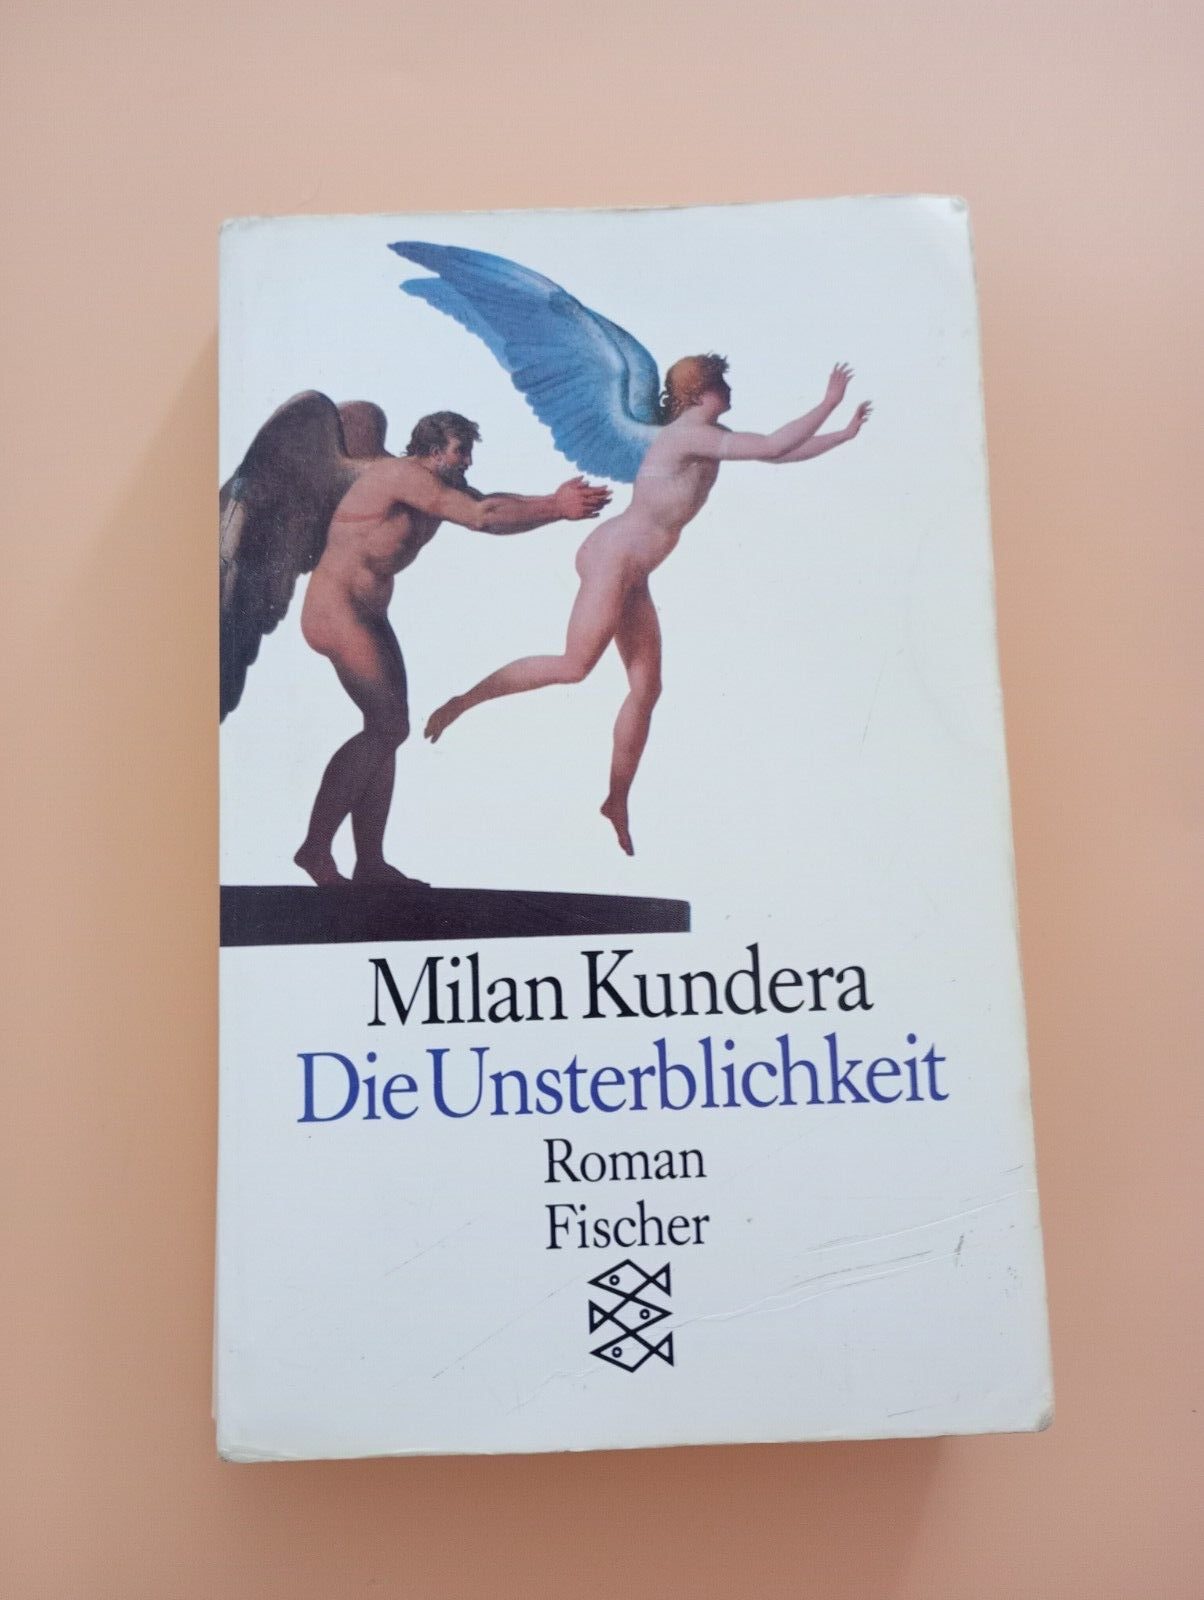 Milan Kundera
Die Unsterblichkeit
Roman
Fischer